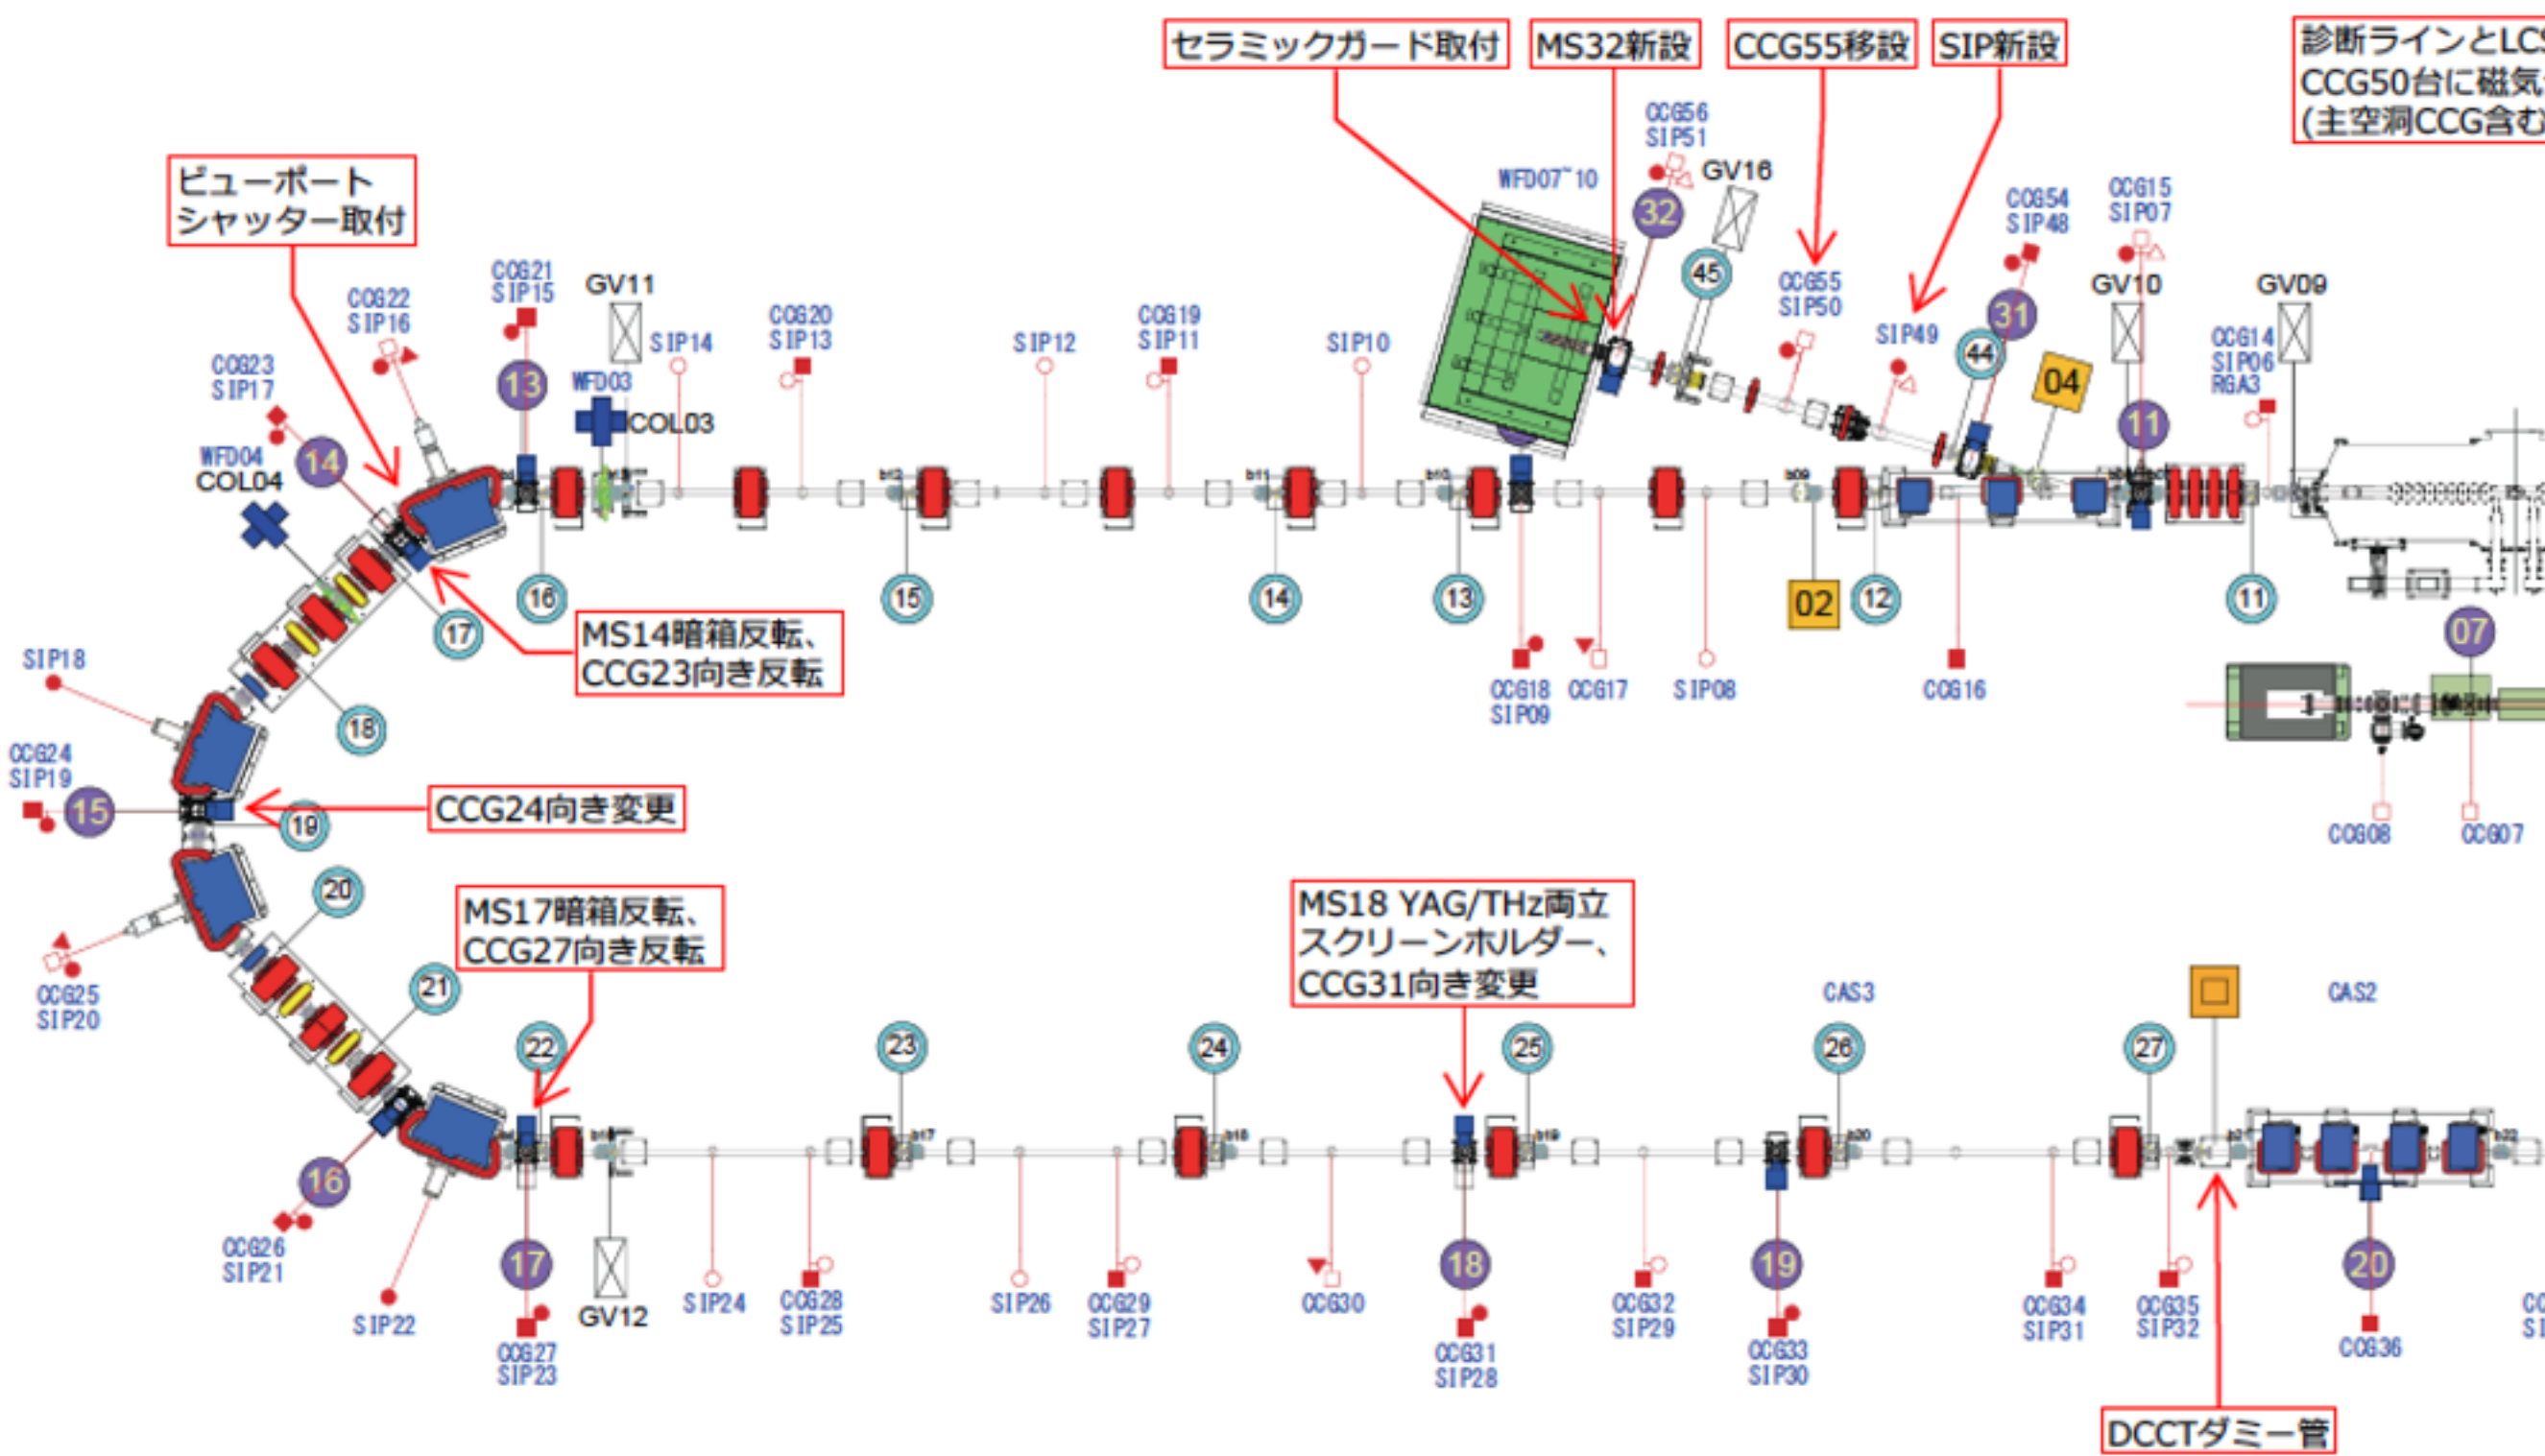 セラミックガード取付
MS32新設
CCG55移設
SIP新設
診断ラインとLCS
CCG50台に磁気
(主空洞CCG含む
ビューポート
シャッター取付
CCG56
SIP51
GV16
WFD07~10
32
45
CCG54
SIP48
CCG15
SIP07
CCG55
SIP50
SIP49
31
44
04
GV10
GV09
CCG14
SIP06
RGA3
11
CCG21
SIP15
GV11
CCG22
SIP16
SIP14
CCG20
SIP13
SIP12
CCG19
SIP11
SIP10
CCG23
SIP17
13
WFD03
COL03
14
WFD04
COL04
b12
b11
b10
b09
16
15
14
13
02
12
11
17
MS14暗箱反転、
CCG23向き反転
SIP18
18
CCG18
SIP09
CCG17
SIP08
CCG16
07
CCG24
SIP19
15
19
CCG24向き変更
CCG08
CCG07
20
MS17暗箱反転、
CCG27向き反転
MS18 YAG/THz両立
スクリーンホルダー、
CCG31向き変更
CCG25
SIP20
21
CAS3
CAS2
22
23
24
25
26
27
b17
b18
b19
b20
b22
16
CCG26
SIP21
SIP22
17
GV12
CCG27
SIP23
SIP24
CCG28
SIP25
SIP26
CCG29
SIP27
CCG30
18
CCG31
SIP28
CCG32
SIP29
19
CCG33
SIP30
CCG34
SIP31
CCG35
SIP32
20
CCG36
DCCTダミー管